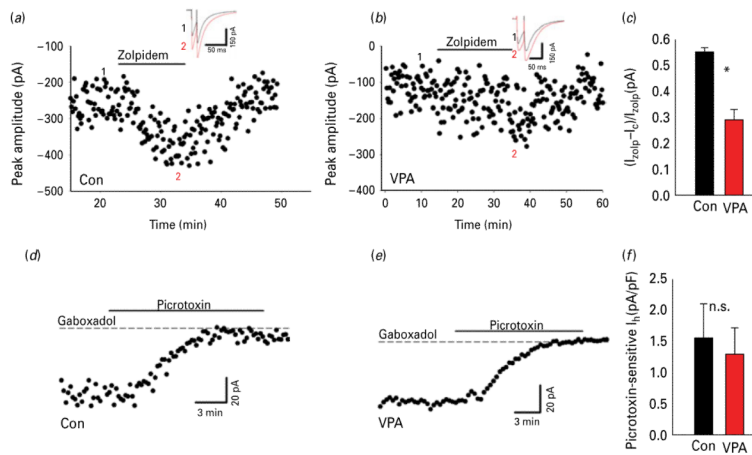 (a)
1
2
50 ms
150 pA
Zolpidem
1
2
Con
Peak amplitude (pA)
−100
−200
−300
−400
−500
20
30
40
50
Time (min)
(b)
1
2
50 ms
150 pA
Zolpidem
1
2
VPA
Peak amplitude (pA)
0
−100
−200
−300
−400
0
10
20
30
40
50
60
Time (min)
(c)
(Izolp−Ic)/Izolp(pA)
0.6
0.5
0.4
0.3
0.2
0.1
0.0
*
Con
VPA
(d)
Picrotoxin
Gaboxadol
Con
3 min
20 pA
(e)
Picrotoxin
Gaboxadol
VPA
3 min
20 pA
(f)
Picrotoxin-sensitive Ih(pA/pF)
2.5
2.0
1.5
1.0
0.5
0.0
n.s.
Con
VPA